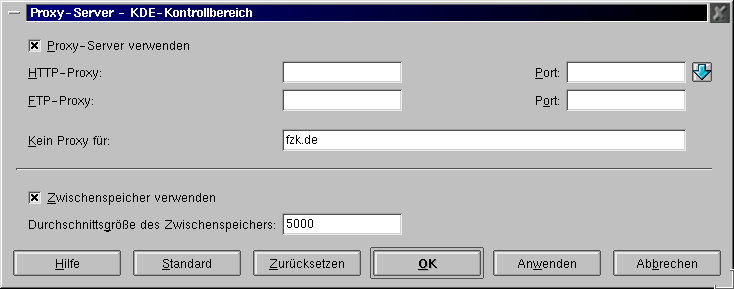 Proxy-Server - KDE-Kontrollbereich
Proxy-Server verwenden
HTTP-Proxy: Port:
FTP-Proxy: Port:
Kein Proxy für: fzk.de
Zwischenspeicher verwenden
Durchschnittsgröße des Zwischenspeichers: 5000
Hilfe Standard Zurücksetzen OK Anwenden Abbrechen